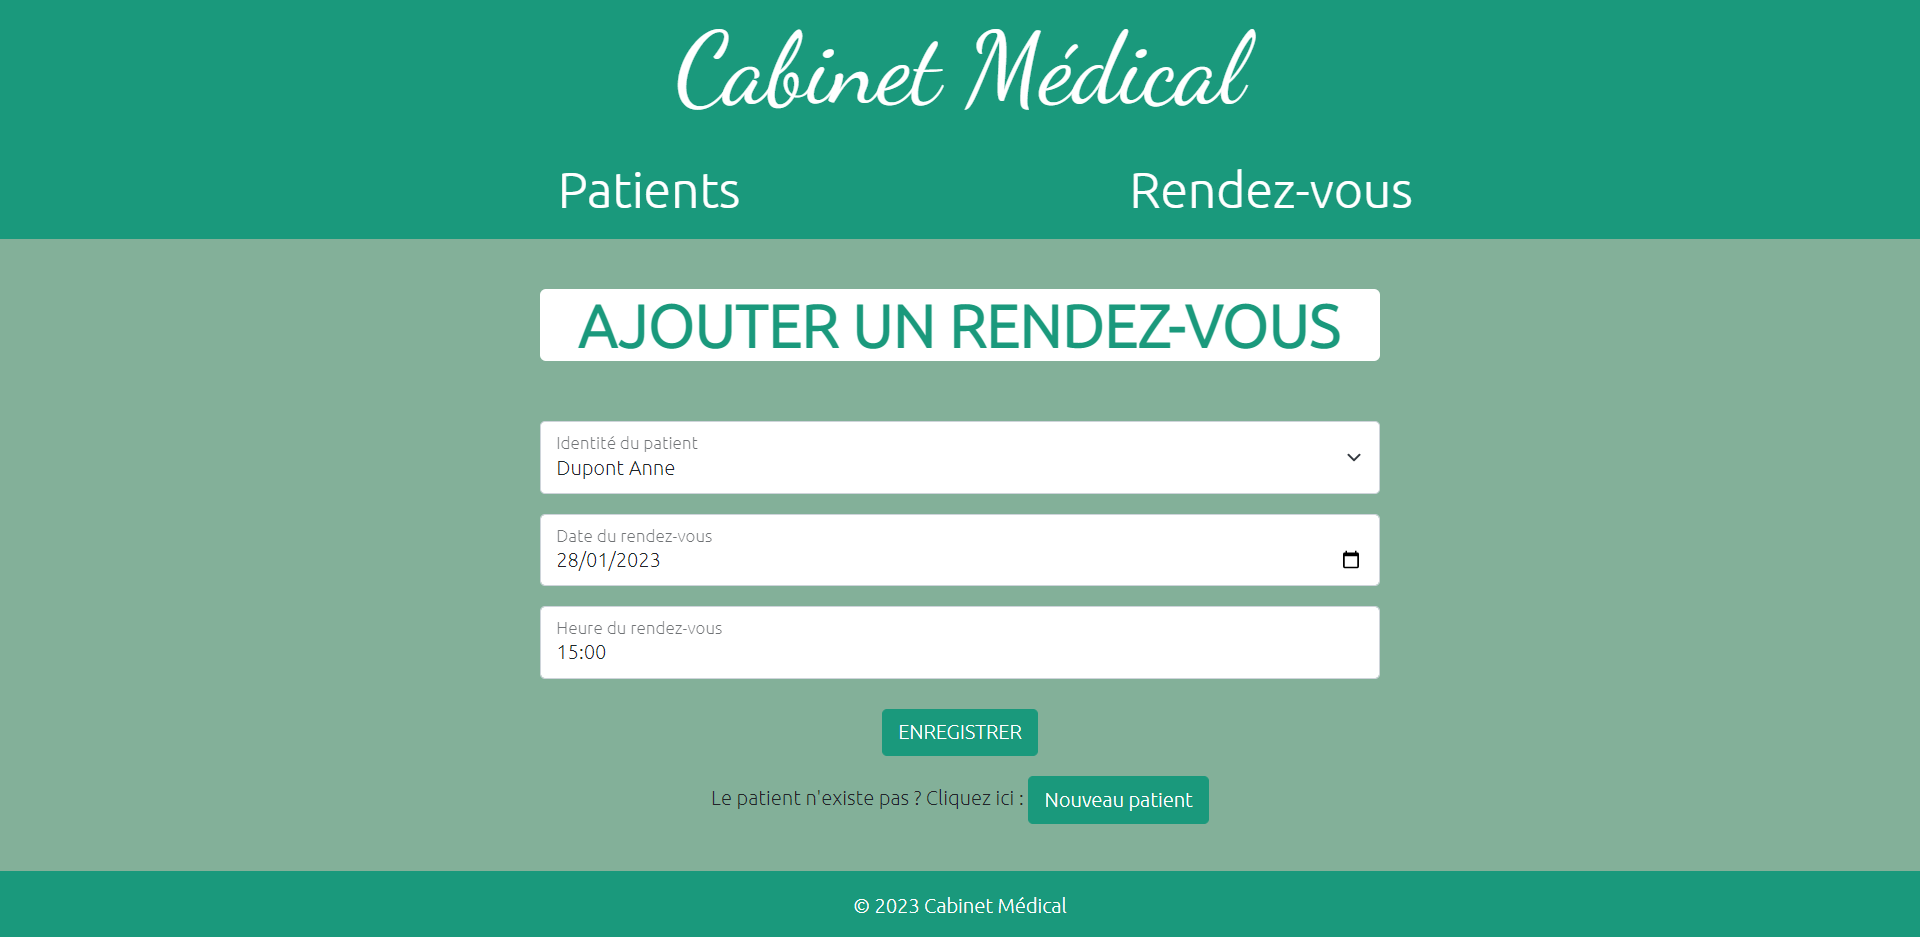 Cabinet Médical
Patients Rendez-vous
AJOUTER UN RENDEZ-VOUS
Identité du patient
Dupont Anne
Date du rendez-vous
28/01/2023
Heure du rendez-vous
15:00
ENREGISTRER
Le patient n'existe pas ? Cliquez ici : Nouveau patient
© 2023 Cabinet Médical